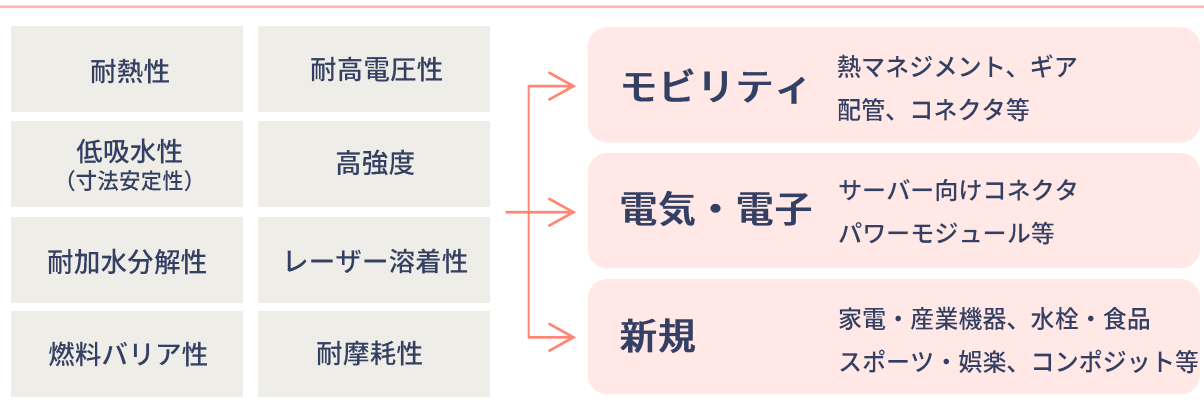 耐熱性
耐高電圧性
低吸水性
（寸法安定性）
高強度
耐加水分解性
レーザー溶着性
燃料バリア性
耐摩耗性
モビリティ
熱マネジメント、ギア
配管、コネクタ等
電気・電子
サーバー向けコネクタ
パワーモジュール等
新規
家電・産業機器、水栓・食品
スポーツ・娯楽、コンポジット等